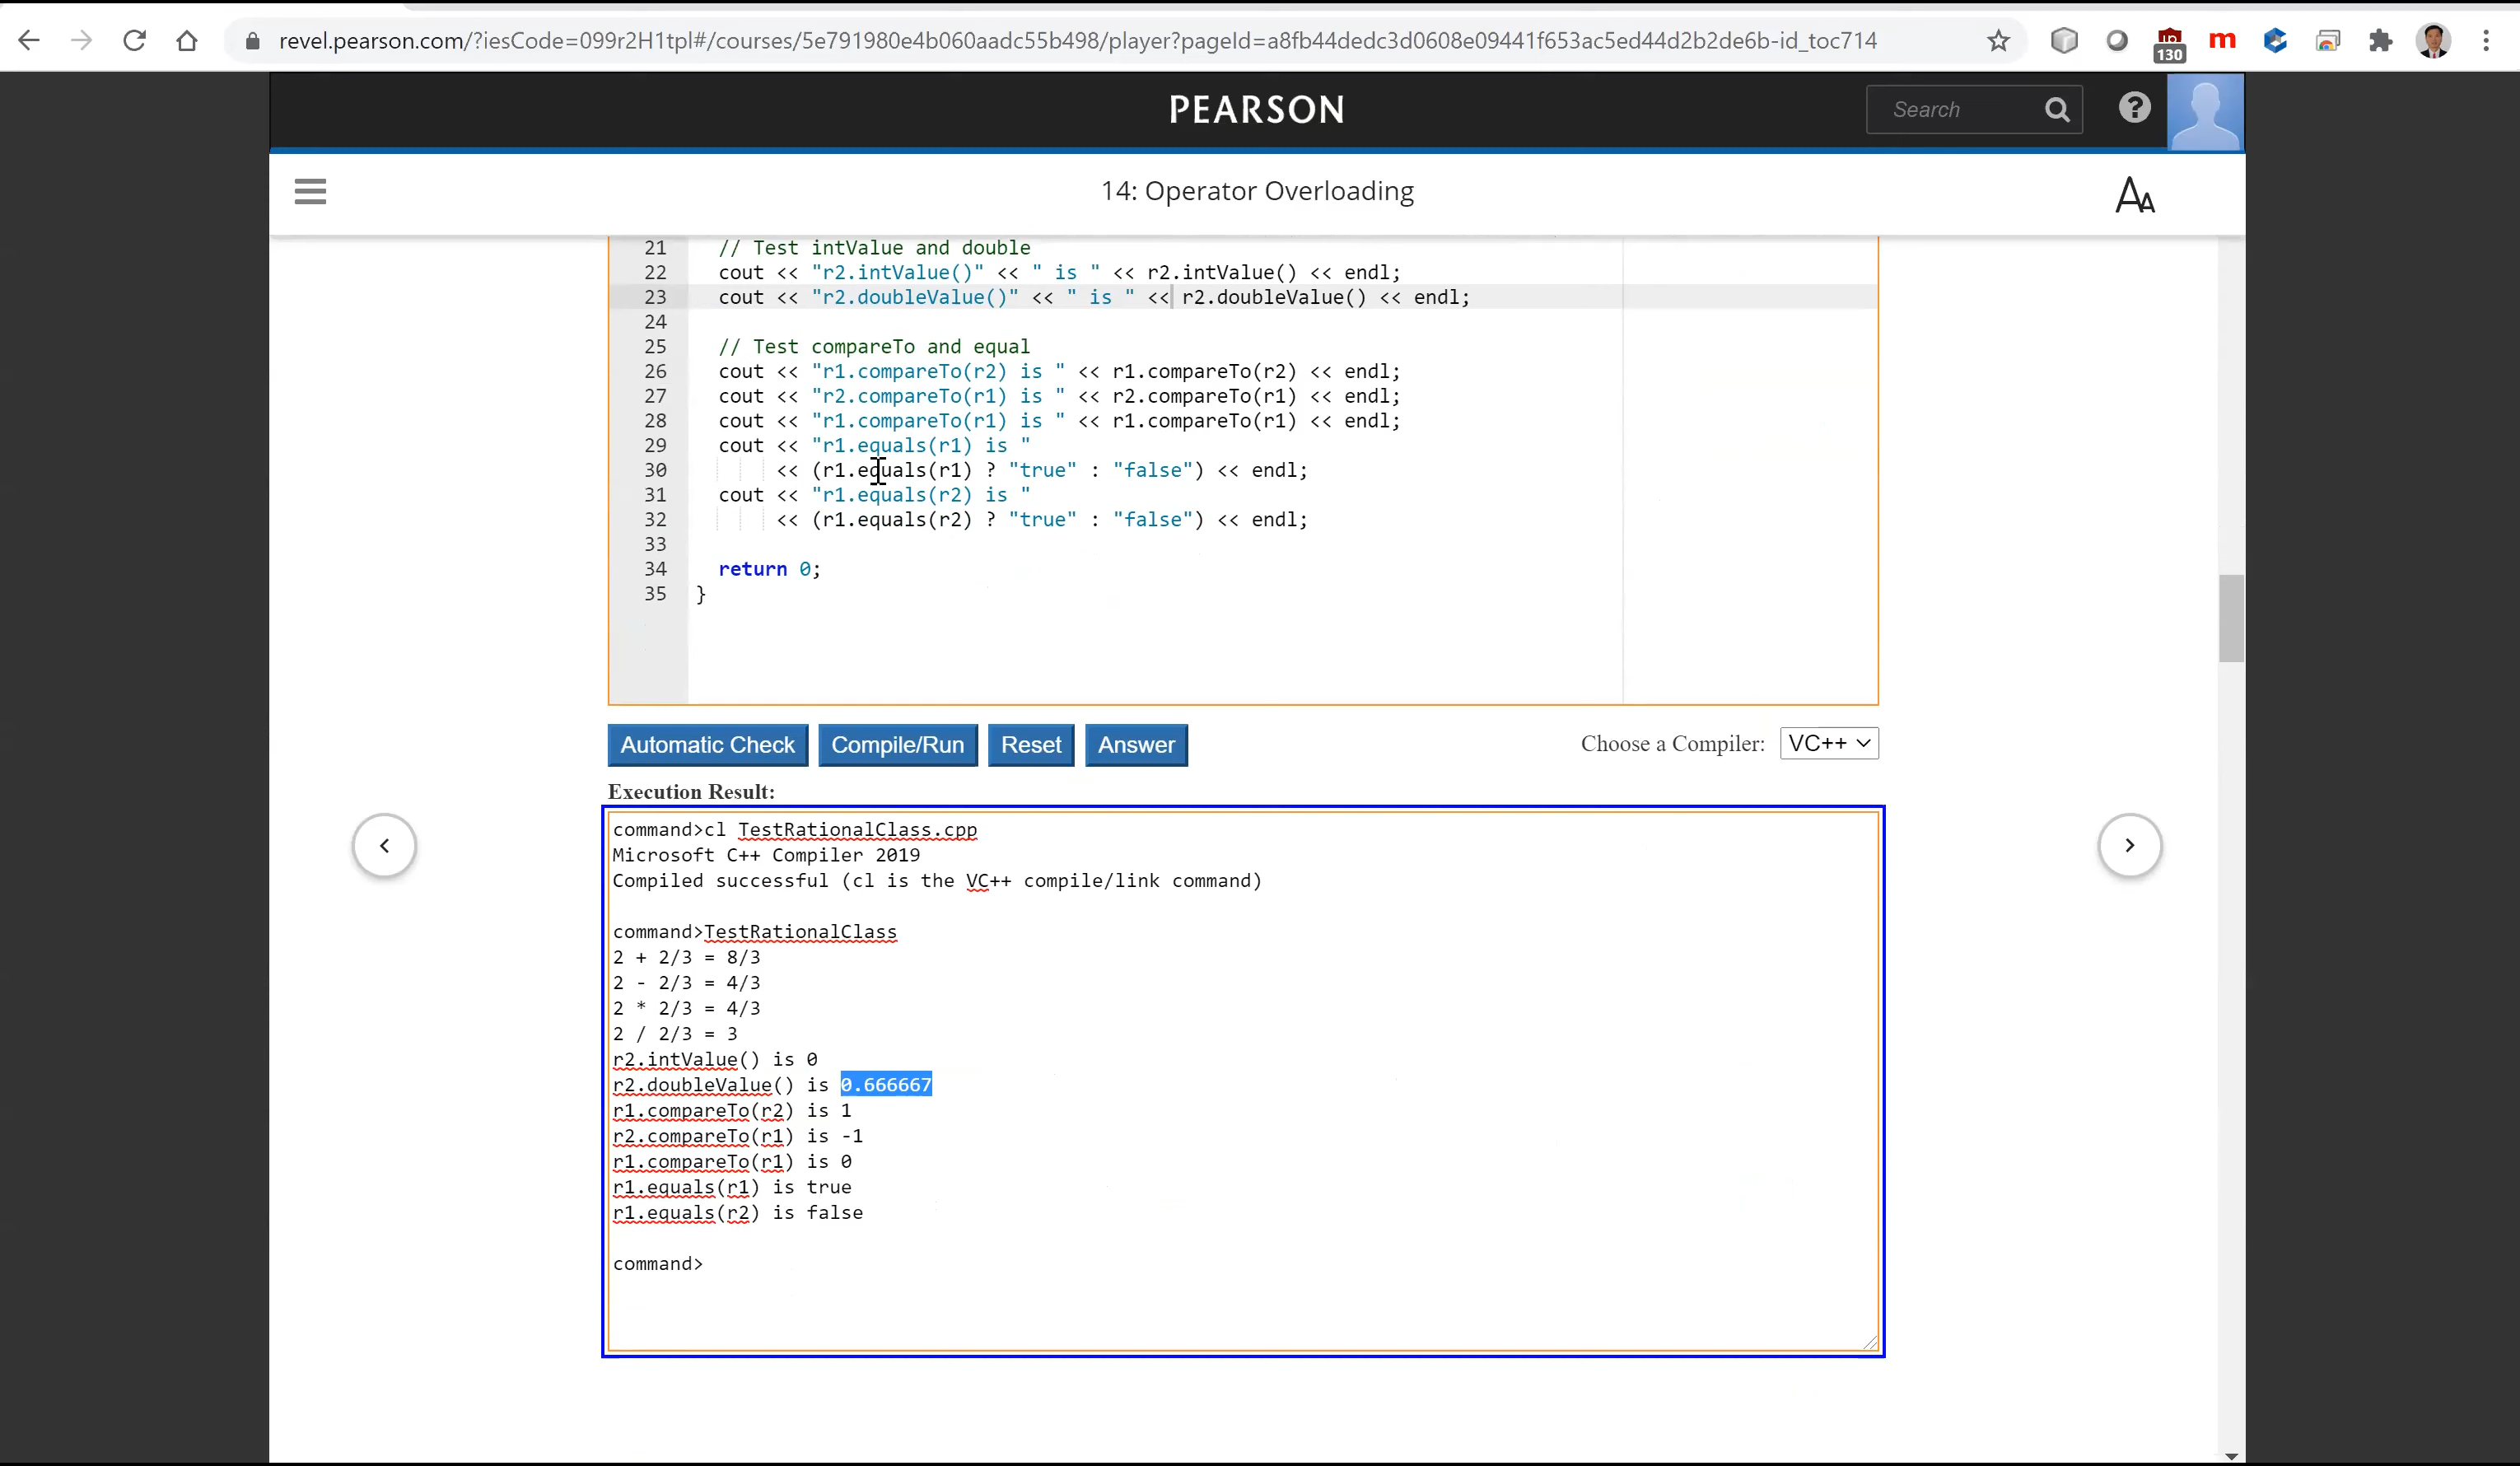 revel.pearson.com/?iesCode=099r2H1tpl#/courses/5e791980e4b060aadc55b498/player?pageId=a8fb44dedc3d0608e09441f653ac5ed44d2b2de6b-id_toc714
130
m
PEARSON
Search
?
14: Operator Overloading
AA
21 // Test intValue and double
22 cout << "r2.intValue()" << " is " << r2.intValue() << endl;
23 cout << "r2.doubleValue()" << " is " << r2.doubleValue() << endl;
24
25 // Test compareTo and equal
26 cout << "r1.compareTo(r2) is " << r1.compareTo(r2) << endl;
27 cout << "r2.compareTo(r1) is " << r2.compareTo(r1) << endl;
28 cout << "r1.compareTo(r1) is " << r1.compareTo(r1) << endl;
29 cout << "r1.equals(r1) is "
30 << (r1.equals(r1) ? "true" : "false") << endl;
31 cout << "r1.equals(r2) is "
32 << (r1.equals(r2) ? "true" : "false") << endl;
33
34 return 0;
35 }
Automatic Check Compile/Run Reset Answer Choose a Compiler: VC++
Execution Result:
command>cl TestRationalClass.cpp
Microsoft C++ Compiler 2019
Compiled successful (cl is the VC++ compile/link command)
command>TestRationalClass
2 + 2/3 = 8/3
2 - 2/3 = 4/3
2 * 2/3 = 4/3
2 / 2/3 = 3
r2.intValue() is 0
r2.doubleValue() is 0.666667
r1.compareTo(r2) is 1
r2.compareTo(r1) is -1
r1.compareTo(r1) is 0
r1.equals(r1) is true
r1.equals(r2) is false
command>